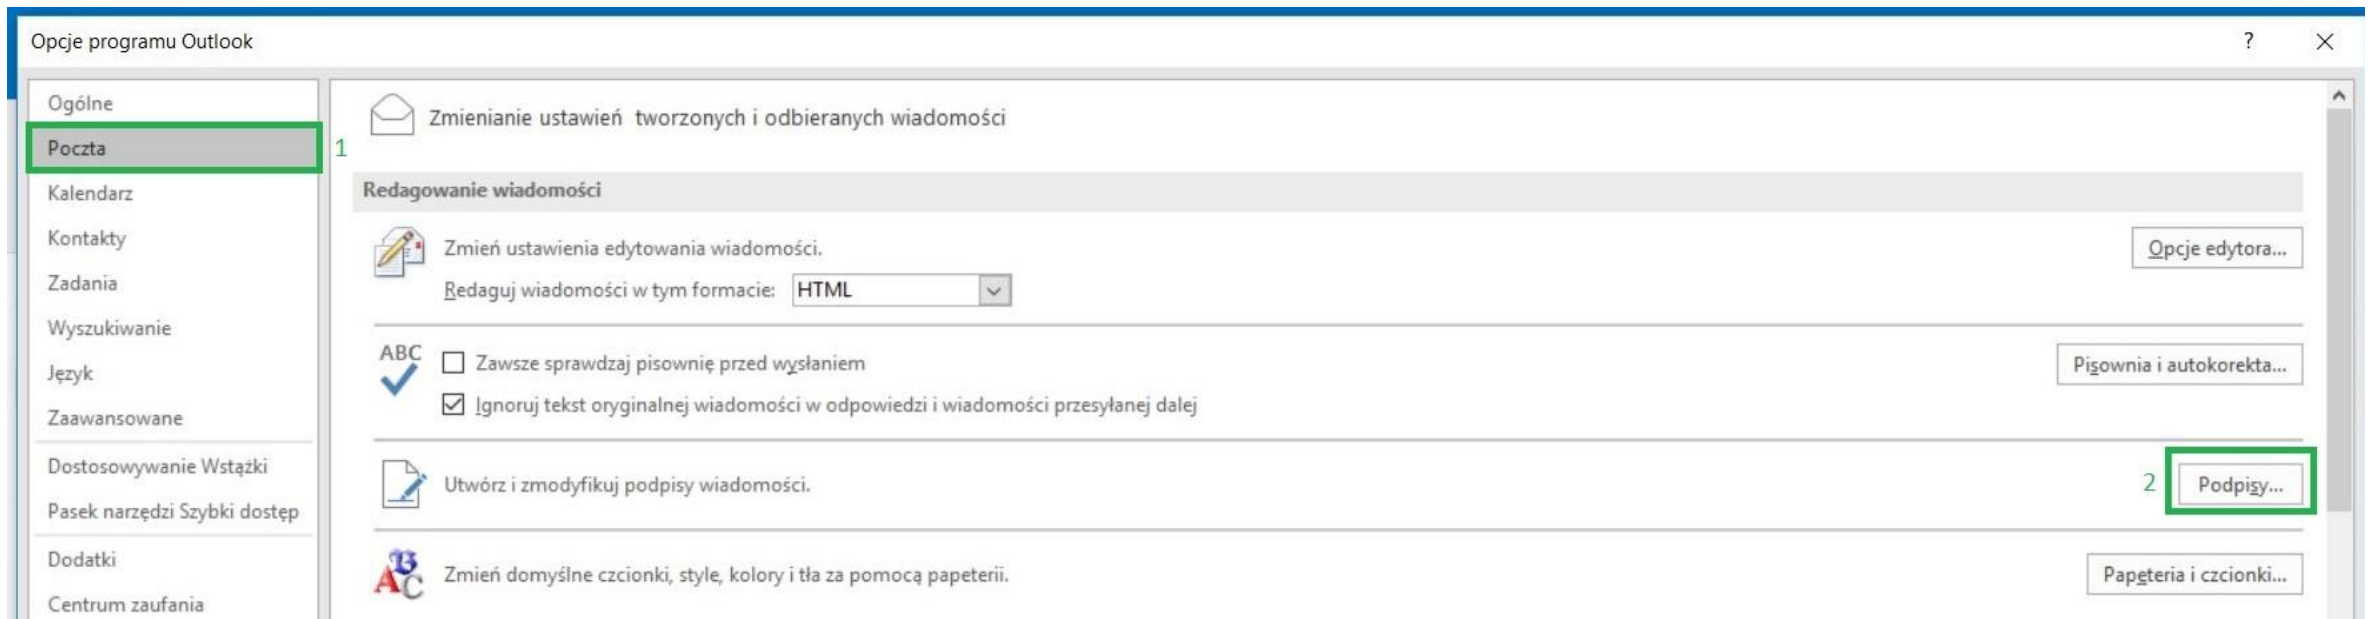 Opcje programu Outlook
?
Ogólne
Poczta
1
Kalendarz
Kontakty
Zadania
Wyszukiwanie
Język
Zaawansowane
Dostosowywanie Wstążki
Pasek narzędzi Szybki dostęp
Dodatki
Centrum zaufania
Zmienianie ustawień tworzonych i odbieranych wiadomości
Redagowanie wiadomości
Zmień ustawienia edytowania wiadomości.
Opcje edytora...
Redaguj wiadomości w tym formacie: HTML
ABC
Zawsze sprawdzaj pisownię przed wysłaniem
Pisownia i autokorekta...
Ignoruj tekst oryginalnej wiadomości w odpowiedzi i wiadomości przesyłanej dalej
Utwórz i zmodyfikuj podpisy wiadomości.
2
Podpisy...
Zmień domyślne czcionki, style, kolory i tła za pomocą papeterii.
Papeteria i czcionki...